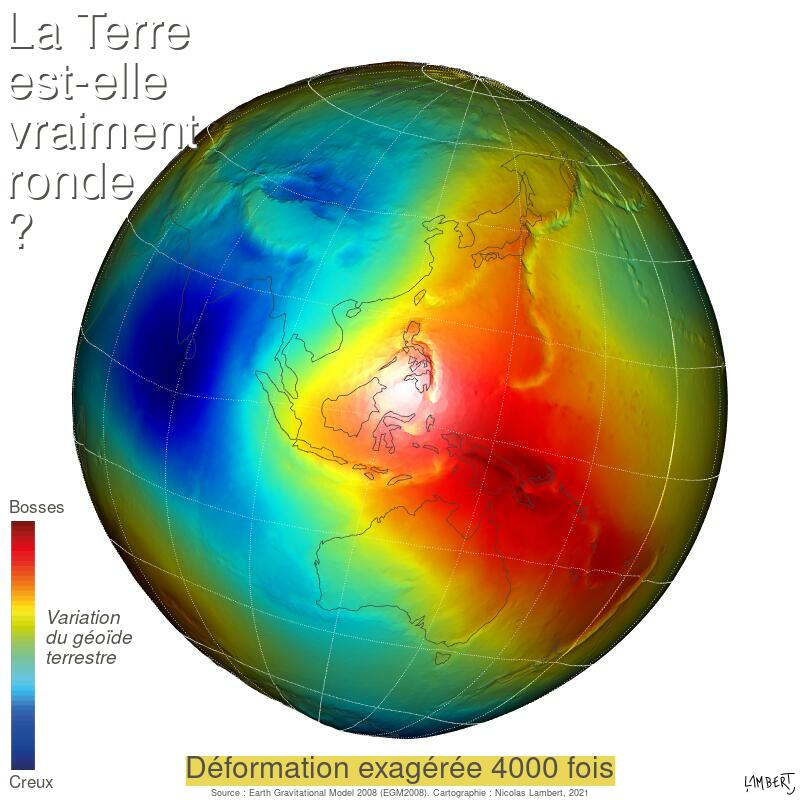 La Terre
est-elle
vraiment
ronde
?
Bosses
Variation
du géoïde
terrestre
Creux
Déformation exagérée 4000 fois
Source : Earth Gravitational Model 2008 (EGM2008). Cartographie : Nicolas Lambert, 2021
LAMBERT